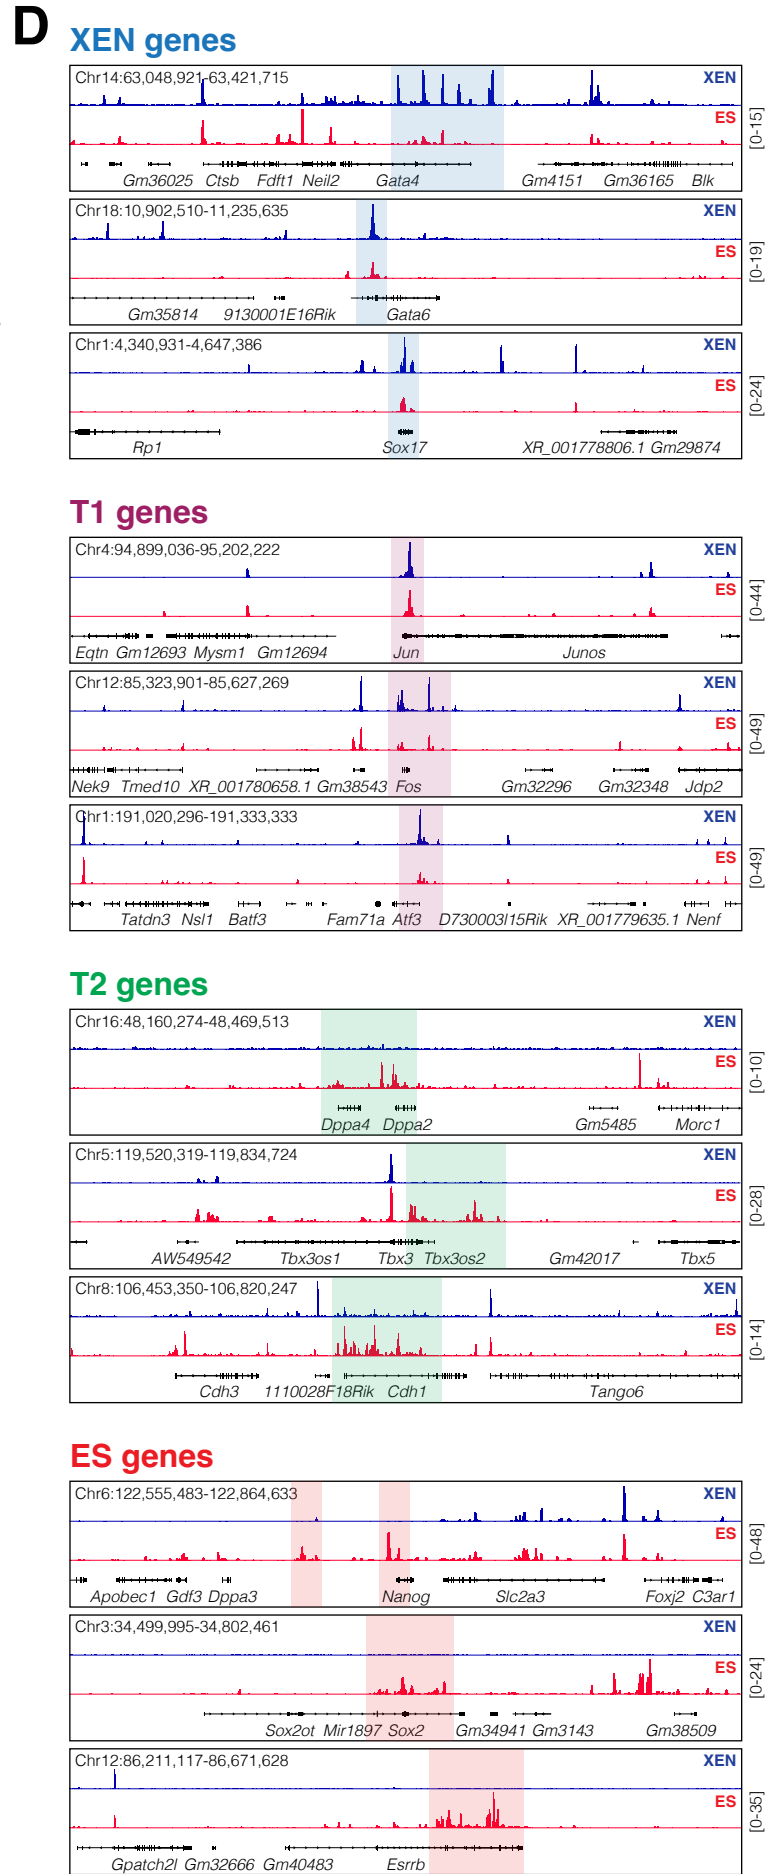 D
XEN genes
Chr14:63,048,921-63,421,715
XEN
ES
[0-15]
Gm36025 Ctsb Fdft1 Neil2 Gata4 Gm4151 Gm36165 Blk
Chr18:10,902,510-11,235,635
XEN
ES
[0-19]
Gm35814 9130001E16Rik Gata6
Chr1:4,340,931-4,647,386
XEN
ES
[0-24]
Rp1 Sox17 XR_001778806.1 Gm29874
T1 genes
Chr4:94,899,036-95,202,222
XEN
ES
[0-44]
Eqtn Gm12693 Mysm1 Gm12694 Jun Junos
Chr12:85,323,901-85,627,269
XEN
ES
[0-49]
Nek9 Tmed10 XR_001780658.1 Gm38543 Fos Gm32296 Gm32348 Jdp2
Chr1:191,020,296-191,333,333
XEN
ES
[0-49]
Tatdn3 Nsl1 Batf3 Fam71a Atf3 D730003I15Rik XR_001779635.1 Nenf
T2 genes
Chr16:48,160,274-48,469,513
XEN
ES
[0-10]
Dppa4 Dppa2 Gm5485 Morc1
Chr5:119,520,319-119,834,724
XEN
ES
[0-28]
AW549542 Tbx3os1 Tbx3 Tbx3os2 Gm42017 Tbx5
Chr8:106,453,350-106,820,247
XEN
ES
[0-14]
Cdh3 1110028F18Rik Cdh1 Tango6
ES genes
Chr6:122,555,483-122,864,633
XEN
ES
[0-48]
Apobec1 Gdf3 Dppa3 Nanog Slc2a3 Foxj2 C3ar1
Chr3:34,499,995-34,802,461
XEN
ES
[0-24]
Sox2ot Mir1897 Sox2 Gm34941 Gm3143 Gm38509
Chr12:86,211,117-86,671,628
XEN
ES
[0-35]
Gpatch2l Gm32666 Gm40483 Esrrb